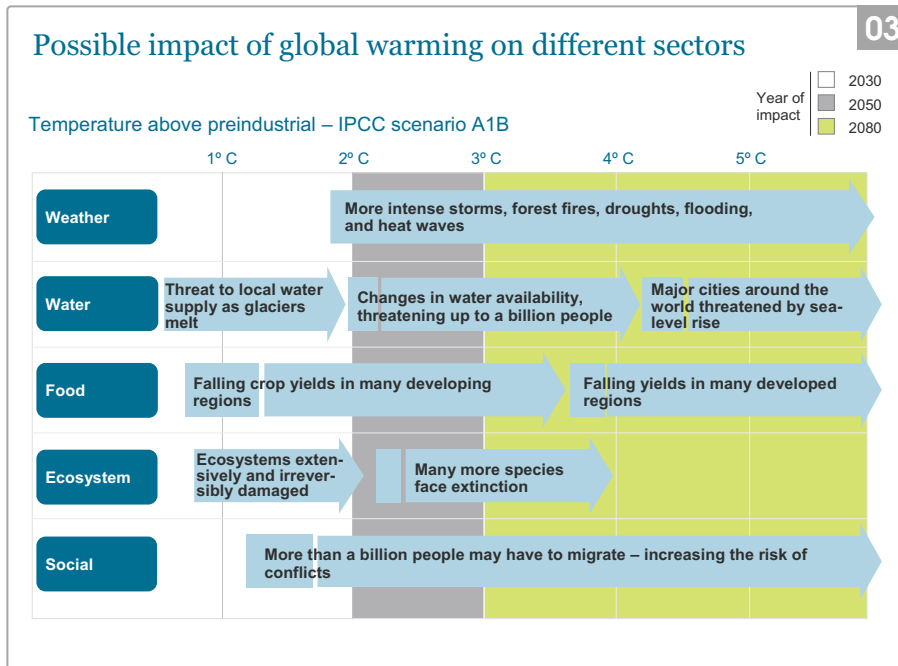 03
Possible impact of global warming on different sectors
Year of
impact
2030
2050
2080
Temperature above preindustrial – IPCC scenario A1B
1º C
2º C
3º C
4º C
5º C
Weather
More intense storms, forest fires, droughts, flooding,
and heat waves
Water
Threat to local water
supply as glaciers
melt
Changes in water availability,
threatening up to a billion people
Major cities around the
world threatened by sea-
level rise
Food
Falling crop yields in many developing
regions
Falling yields in many developed
regions
Ecosystem
Ecosystems exten-
sively and irrever-
sibly damaged
Many more species
face extinction
Social
More than a billion people may have to migrate – increasing the risk of
conflicts